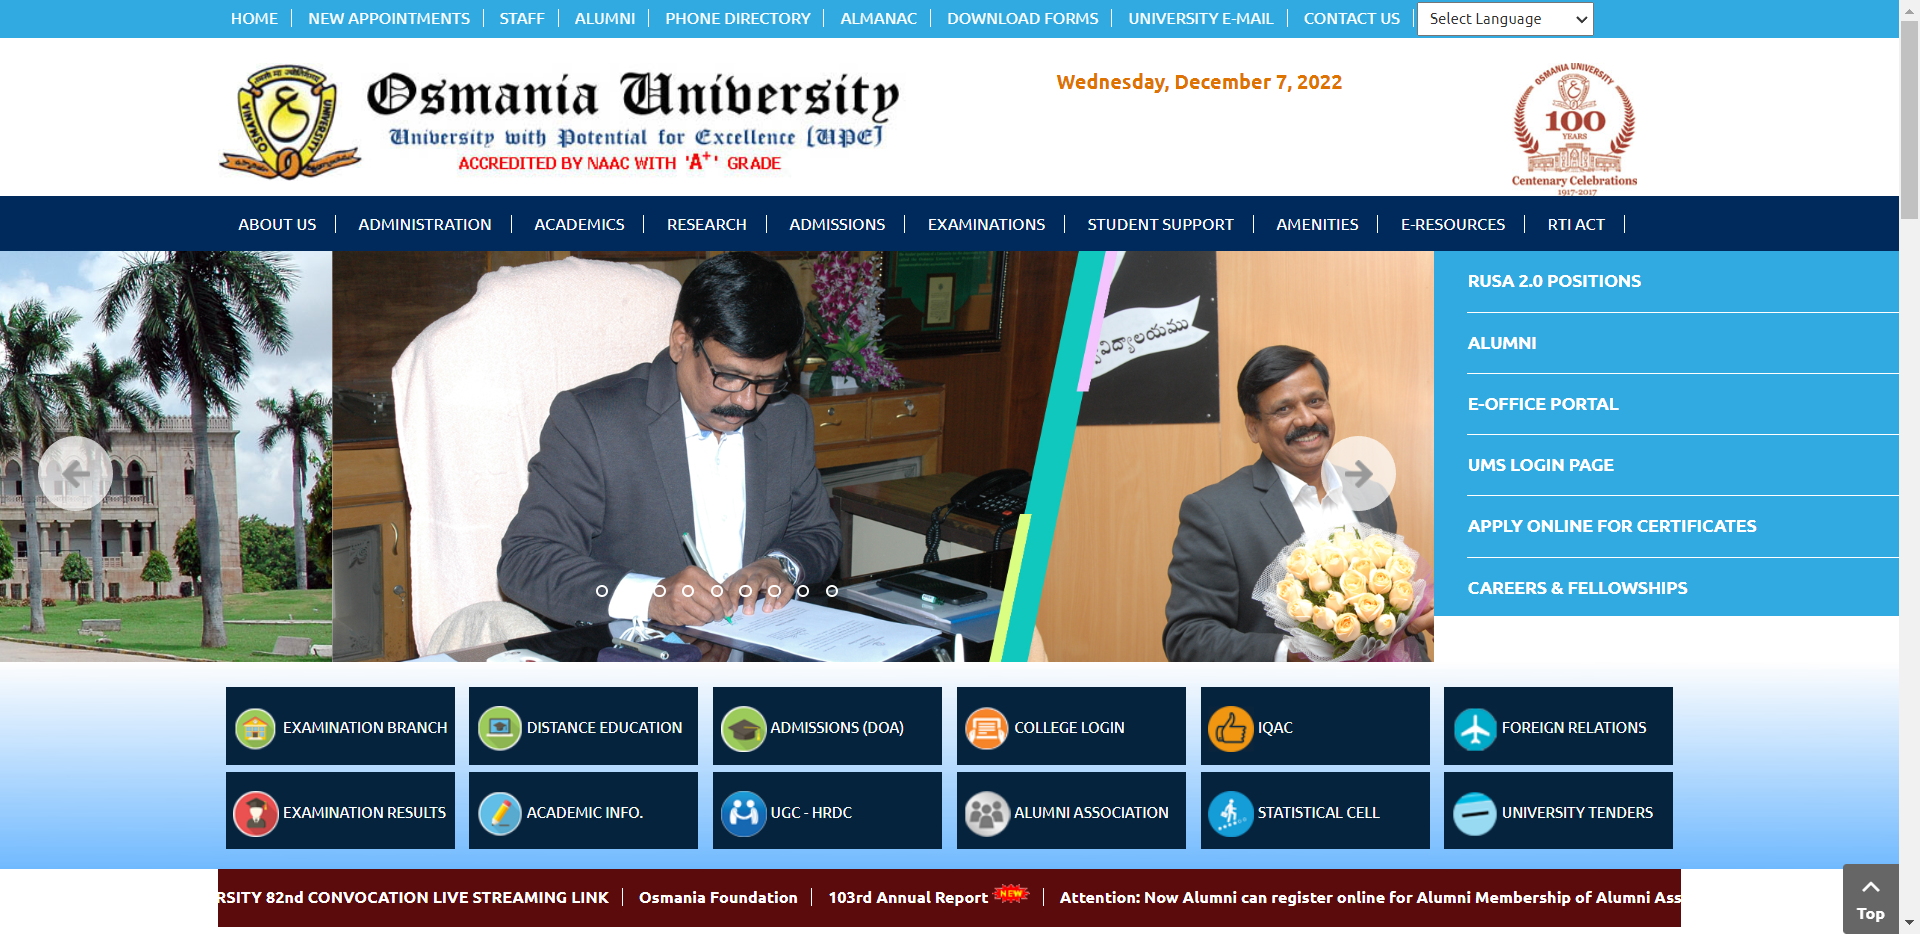 HOME NEW APPOINTMENTS STAFF ALUMNI PHONE DIRECTORY ALMANAC DOWNLOAD FORMS UNIVERSITY E-MAIL CONTACT US Select Language
Osmania University
University with Potential for Excellence [UPE]
ACCREDITED BY NAAC WITH 'A+' GRADE
OSMANIA UNIVERSITY
Wednesday, December 7, 2022
OSMANIA UNIVERSITY
100
YEARS
Centenary Celebrations
1917-2017
ABOUT US ADMINISTRATION ACADEMICS RESEARCH ADMISSIONS EXAMINATIONS STUDENT SUPPORT AMENITIES E-RESOURCES RTI ACT
RUSA 2.0 POSITIONS
ALUMNI
E-OFFICE PORTAL
UMS LOGIN PAGE
APPLY ONLINE FOR CERTIFICATES
CAREERS & FELLOWSHIPS
EXAMINATION BRANCH DISTANCE EDUCATION ADMISSIONS (DOA) COLLEGE LOGIN IQAC FOREIGN RELATIONS
EXAMINATION RESULTS ACADEMIC INFO. UGC - HRDC ALUMNI ASSOCIATION STATISTICAL CELL UNIVERSITY TENDERS
RSITY 82nd CONVOCATION LIVE STREAMING LINK Osmania Foundation 103rd Annual Report NEW Attention: Now Alumni can register online for Alumni Membership of Alumni Ass
Top